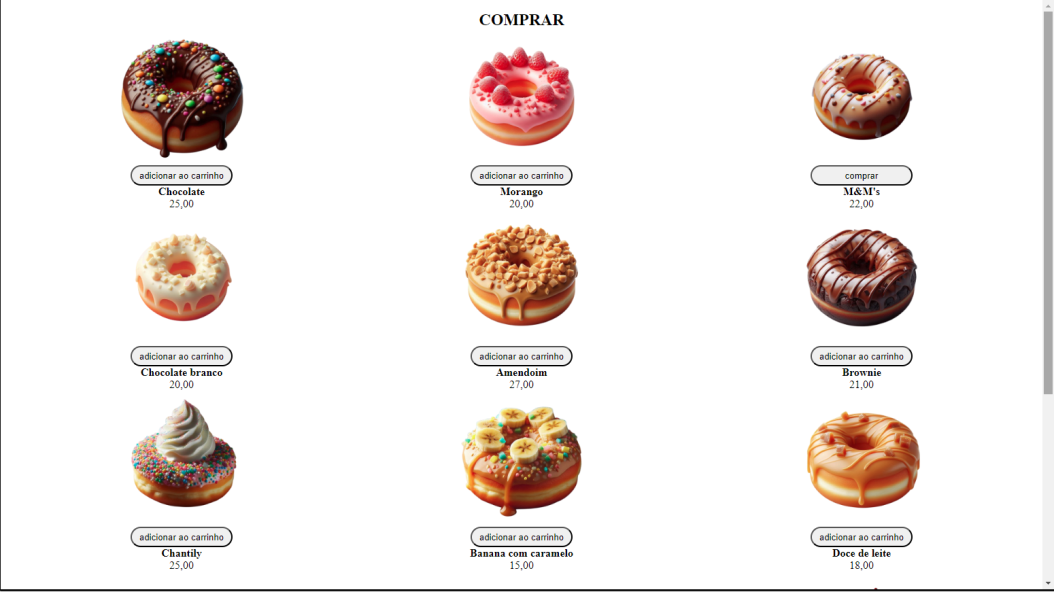 COMPRAR
adicionar ao carrinho
Chocolate
25,00
adicionar ao carrinho
Morango
20,00
comprar
M&M's
22,00
adicionar ao carrinho
Chocolate branco
20,00
adicionar ao carrinho
Amendoim
27,00
adicionar ao carrinho
Brownie
21,00
adicionar ao carrinho
Chantily
25,00
adicionar ao carrinho
Banana com caramelo
15,00
adicionar ao carrinho
Doce de leite
18,00